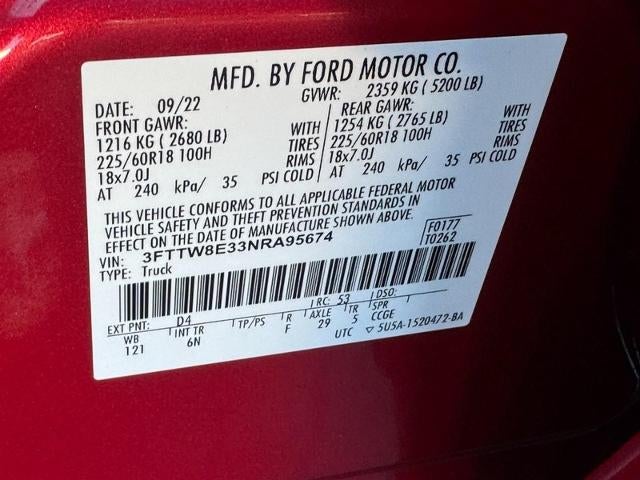 MFD. BY FORD MOTOR CO.
DATE: 09/22 GVWR: 2359 KG ( 5200 LB)
FRONT GAWR: REAR GAWR:
1216 KG ( 2680 LB) WITH 1254 KG ( 2765 LB) WITH
225/60R18 100H TIRES 225/60R18 100H TIRES
18x7.0J RIMS 18x7.0J RIMS
AT 240 kPa/ 35 PSI COLD AT 240 kPa/ 35 PSI COLD
THIS VEHICLE CONFORMS TO ALL APPLICABLE FEDERAL MOTOR
VEHICLE SAFETY AND THEFT PREVENTION STANDARDS IN
EFFECT ON THE DATE OF MANUFACTURE SHOWN ABOVE.
VIN: 3FTTW8E33NRA95674 F0177
TYPE: Truck T0262
EXT PNT: D4 RC: 53 DSO:
WB INT TR TP/PS R AXLE TR SPR
121 6N F 29 5 CCGE
UTC ▽ 5U5A-1520472-BA